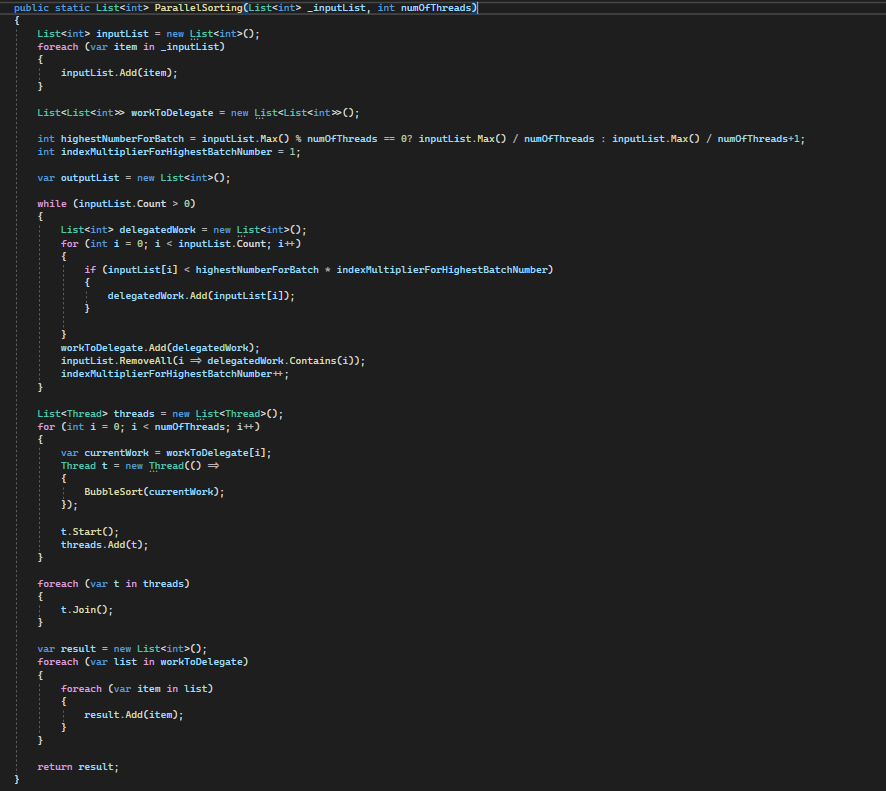 public static List<int> ParallelSorting(List<int> _inputList, int numOfThreads)
{
    List<int> inputList = new List<int>();
    foreach (var item in _inputList)
    {
        inputList.Add(item);
    }

    List<List<int>> workToDelegate = new List<List<int>>();

    int highestNumberForBatch = inputList.Max() % numOfThreads == 0? inputList.Max() / numOfThreads : inputList.Max() / numOfThreads+1;
    int indexMultiplierForHighestBatchNumber = 1;

    var outputList = new List<int>();

    while (inputList.Count > 0)
    {
        List<int> delegatedWork = new List<int>();
        for (int i = 0; i < inputList.Count; i++)
        {
            if (inputList[i] < highestNumberForBatch * indexMultiplierForHighestBatchNumber)
            {
                delegatedWork.Add(inputList[i]);
            }

        }
        workToDelegate.Add(delegatedWork);
        inputList.RemoveAll(i => delegatedWork.Contains(i));
        indexMultiplierForHighestBatchNumber++;
    }

    List<Thread> threads = new List<Thread>();
    for (int i = 0; i < numOfThreads; i++)
    {
        var currentWork = workToDelegate[i];
        Thread t = new Thread(() =>
        {
            BubbleSort(currentWork);
        });

        t.Start();
        threads.Add(t);
    }

    foreach (var t in threads)
    {
        t.Join();
    }

    var result = new List<int>();
    foreach (var list in workToDelegate)
    {
        foreach (var item in list)
        {
            result.Add(item);
        }
    }

    return result;
}